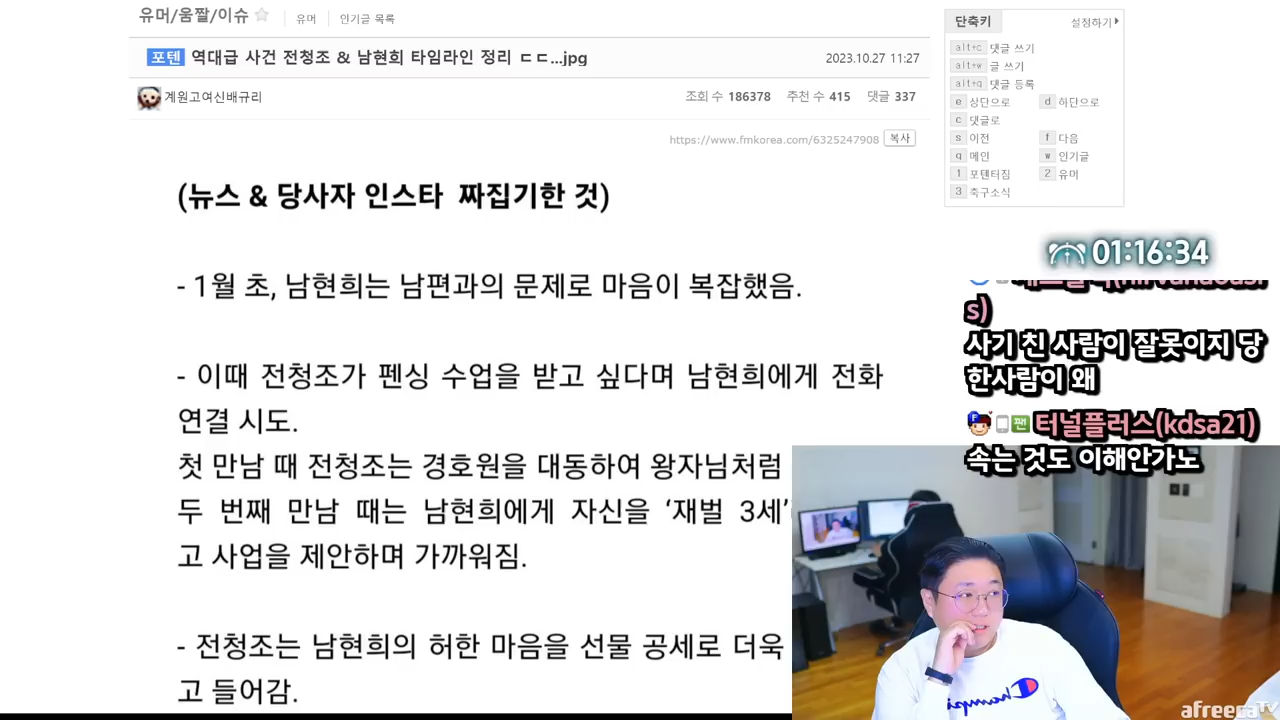 유머/움짤/이슈
유머
인기글 목록
포텐 역대급 사건 전청조 & 남현희 타임라인 정리 ㄷㄷ...jpg
2023.10.27 11:27
계원고여신배규리
조회 수 186378 추천 수 415 댓글 337
https://www.fmkorea.com/6325247908 복사
(뉴스 & 당사자 인스타 짜집기한 것)
- 1월 초, 남현희는 남편과의 문제로 마음이 복잡했음.
- 이때 전청조가 펜싱 수업을 받고 싶다며 남현희에게 전화
연결 시도.
첫 만남 때 전청조는 경호원을 대동하여 왕자님처럼
두 번째 만남 때는 남현희에게 자신을 ‘재벌 3세’
고 사업을 제안하며 가까워짐.
- 전청조는 남현희의 허한 마음을 선물 공세로 더욱
고 들어감.
단축키
설정하기
alt+c 댓글 쓰기
alt+w 글 쓰기
alt+q 댓글 등록
e 상단으로 d 하단으로
c 댓글로
s 이전 f 다음
q 메인 w 인기글
1 포텐터짐 2 유머
3 축구소식
01:16:34
s)
사기 친 사람이 잘못이지 당
한사람이 왜
팬 터널플러스(kdsa21)
속는 것도 이해안가노
Champi
afreecaTV